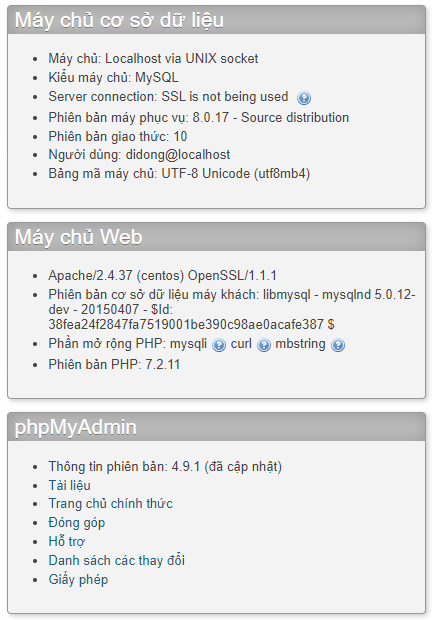 Máy chủ cơ sở dữ liệu
Máy chủ: Localhost via UNIX socket
Kiểu máy chủ: MySQL
Server connection: SSL is not being used
Phiên bản máy phục vụ: 8.0.17 - Source distribution
Phiên bản giao thức: 10
Người dùng: didong@localhost
Bảng mã máy chủ: UTF-8 Unicode (utf8mb4)
Máy chủ Web
Apache/2.4.37 (centos) OpenSSL/1.1.1
Phiên bản cơ sở dữ liệu máy khách: libmysql - mysqlnd 5.0.12-
dev - 20150407 - $Id:
38fea24f2847fa7519001be390c98ae0acafe387 $
Phần mở rộng PHP: mysqli curl mbstring
Phiên bản PHP: 7.2.11
phpMyAdmin
Thông tin phiên bản: 4.9.1 (đã cập nhật)
Tài liệu
Trang chủ chính thức
Đóng góp
Hỗ trợ
Danh sách các thay đổi
Giấy phép